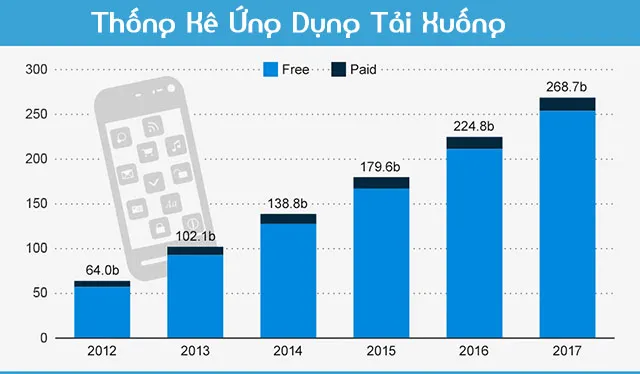 Thống Kê Ứng Dụng Tải Xuống
300
Free Paid
268.7b
250
224.8b
200
179.6b
150
138.8b
102.1b
100
64.0b
50
0
2012 2013 2014 2015 2016 2017
Aa